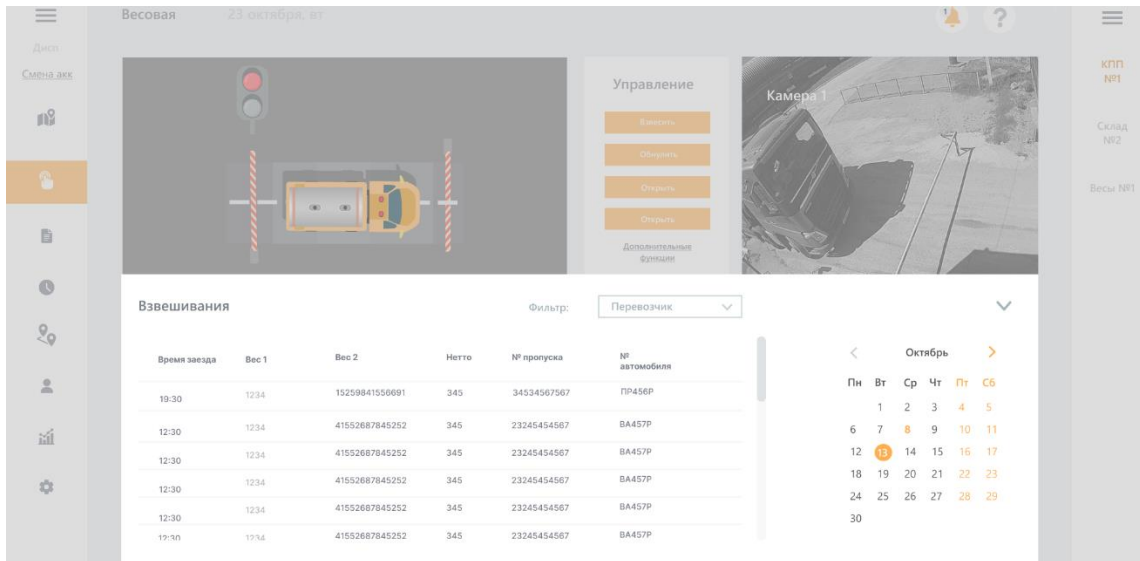 Весовая 23 октября, вт
1
?
Дисп
Смена акк
КПП
№1
Склад
№2
Весы №1
Управление
Взвесить
Обнулить
Открыть
Открыть
Дополнительные
функции
Камера 1
Взвешивания
Фильтр: Перевозчик
Время заезда Вес 1 Вес 2 Нетто № пропуска №
автомобиля
19:30 1234 15259841556691 345 34534567567 ПР456Р
12:30 1234 41552687845252 345 23245454567 ВА457Р
12:30 1234 41552687845252 345 23245454567 ВА457Р
12:30 1234 41552687845252 345 23245454567 ВА457Р
12:30 1234 41552687845252 345 23245454567 ВА457Р
12:30 1234 41552687845252 345 23245454567 ВА457Р
Октябрь
Пн Вт Ср Чт Пт Сб
1 2 3 4 5
6 7 8 9 10 11
12 13 14 15 16 17
18 19 20 21 22 23
24 25 26 27 28 29
30